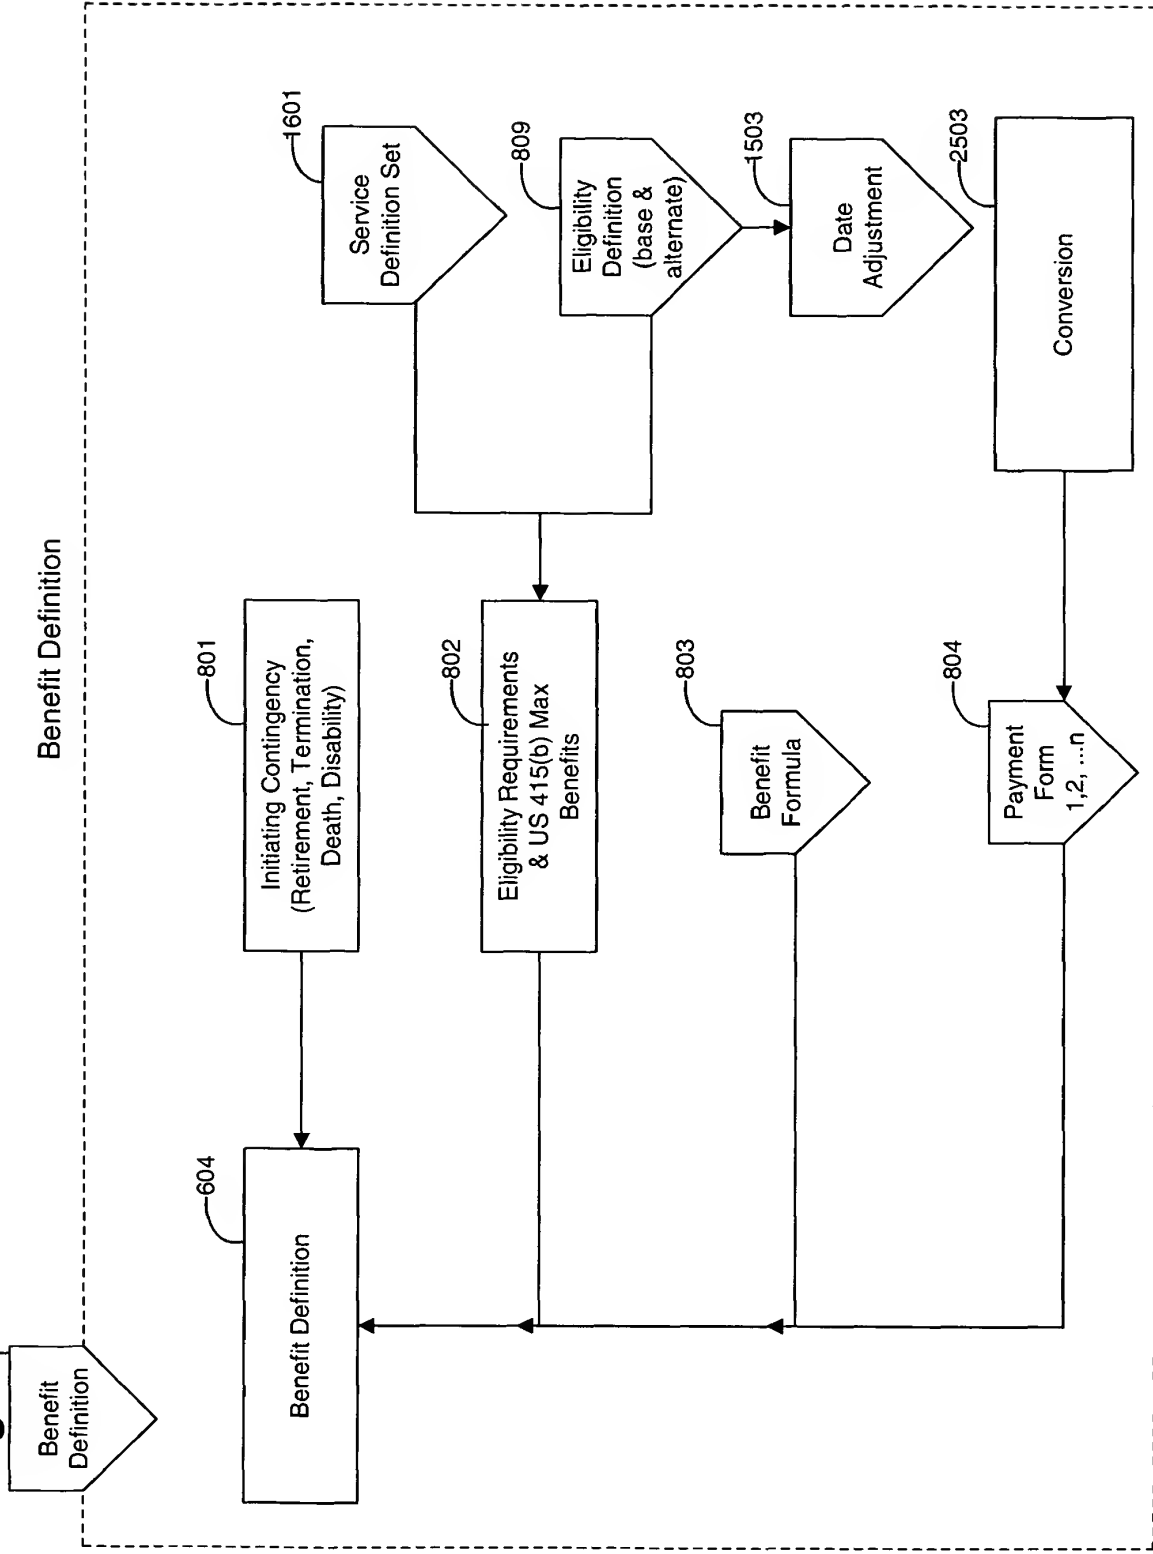 Benefit Definition
Benefit
Definition
604
Benefit Definition
801
Initiating Contingency
(Retirement, Termination,
Death, Disability)
1601
Service
Definition Set
802
Eligibility Requirements
& US 415(b) Max
Benefits
809
Eligibility
Definition
(base &
alternate)
803
Benefit
Formula
1503
Date
Adjustment
804
Payment
Form
1,2, ...n
2503
Conversion